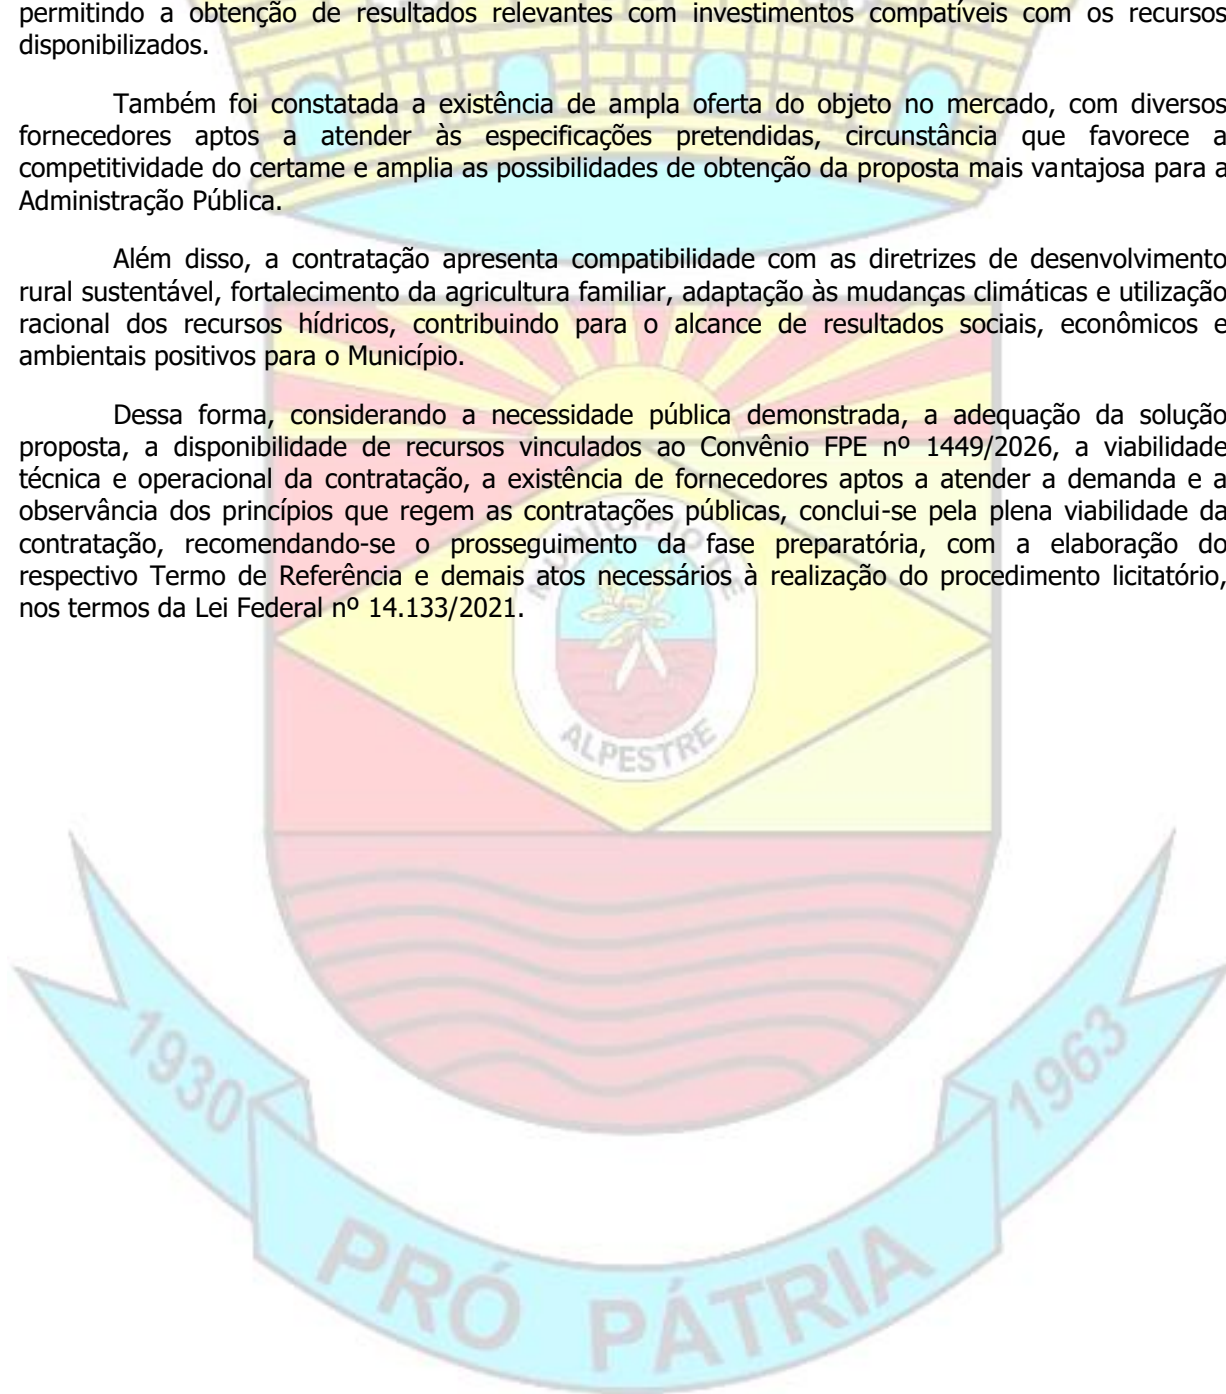 permitindo a obtenção de resultados relevantes com investimentos compatíveis com os recursos
disponibilizados.
Também foi constatada a existência de ampla oferta do objeto no mercado, com diversos
fornecedores aptos a atender às especificações pretendidas, circunstância que favorece a
competitividade do certame e amplia as possibilidades de obtenção da proposta mais vantajosa para a
Administração Pública.
Além disso, a contratação apresenta compatibilidade com as diretrizes de desenvolvimento
rural sustentável, fortalecimento da agricultura familiar, adaptação às mudanças climáticas e utilização
racional dos recursos hídricos, contribuindo para o alcance de resultados sociais, econômicos e
ambientais positivos para o Município.
Dessa forma, considerando a necessidade pública demonstrada, a adequação da solução
proposta, a disponibilidade de recursos vinculados ao Convênio FPE nº 1449/2026, a viabilidade
técnica e operacional da contratação, a existência de fornecedores aptos a atender a demanda e a
observância dos princípios que regem as contratações públicas, conclui-se pela plena viabilidade da
contratação, recomendando-se o prosseguimento da fase preparatória, com a elaboração do
respectivo Termo de Referência e demais atos necessários à realização do procedimento licitatório,
nos termos da Lei Federal nº 14.133/2021.
MUNICÍPIO DE
ALPESTRE
1930
1963
PRÓ PÁTRIA